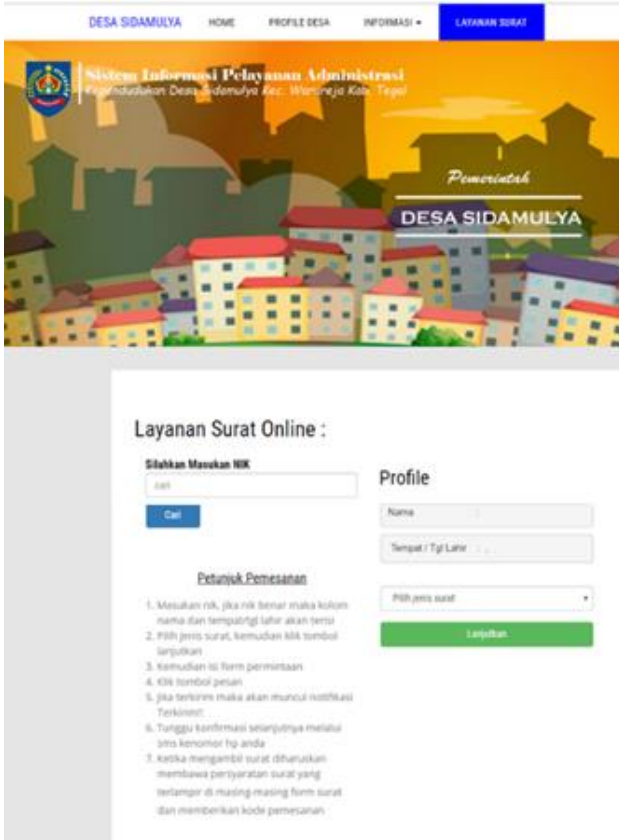 DESA SIDAMULYA HOME PROFILE DESA INFORMASI LAYANAN SURAT
Sistem Informasi Pelayanan Administrasi
Kependudukan Desa Sidamulya Kec. Warureja Kab. Tegal
Pemerintah
DESA SIDAMULYA
Layanan Surat Online :
Silahkan Masukan NIK
cari
Cari
Petunjuk Pemesanan
1. Masukan nik, jika nik benar maka kolom
nama dan tempat/tgl lahir akan terisi
2. Pilih jenis surat, kemudian klik tombol
lanjutkan
3. Kemudian isi form permintaan
4. Klik tombol pesan
5. Jika terkirim maka akan muncul notifikasi
Terkirim!!
6. Tunggu konfirmasi selanjutnya melalui
sms kenomor hp anda
7. Ketika mengambil surat diharuskan
membawa persyaratan surat yang
terlampir di masing-masing form surat
dan memberikan kode pemesanan
Profile
Nama :
Tempat / Tgl Lahir : ,
Pilih jenis surat
Lanjutkan